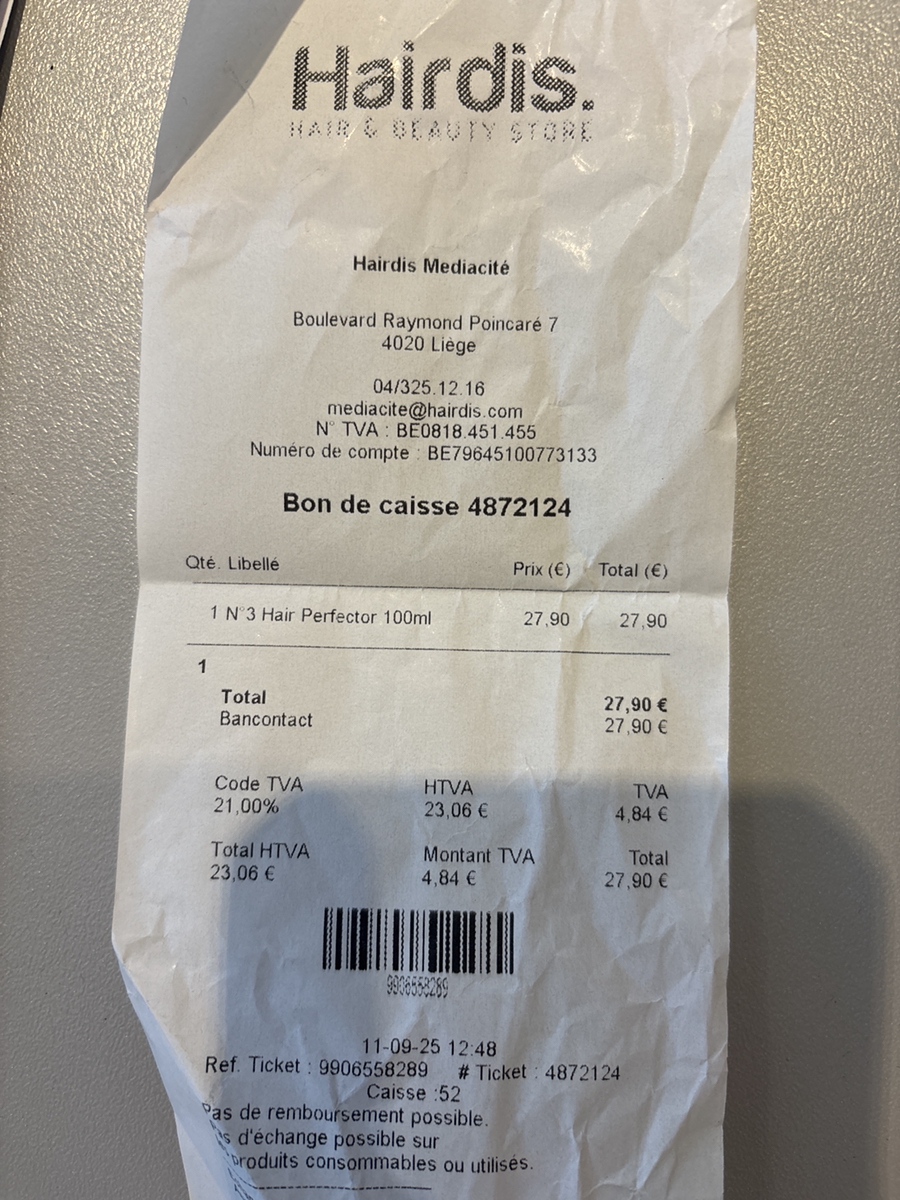 Hairdis.
HAIR & BEAUTY STORE
Hairdis Mediacité
Boulevard Raymond Poincaré 7
4020 Liège
04/325.12.16
mediacite@hairdis.com
N° TVA : BE0818.451.455
Numéro de compte : BE79645100773133
Bon de caisse 4872124
Qté. Libellé Prix (€) Total (€)
1 N°3 Hair Perfector 100ml 27,90 27,90
1
Total 27,90 €
Bancontact 27,90 €
Code TVA HTVA TVA
21,00% 23,06 € 4,84 €
Total HTVA Montant TVA Total
23,06 € 4,84 € 27,90 €
9906558289
11-09-25 12:48
Ref. Ticket : 9906558289 # Ticket : 4872124
Caisse :52
Pas de remboursement possible.
d'échange possible sur
produits consommables ou utilisés.